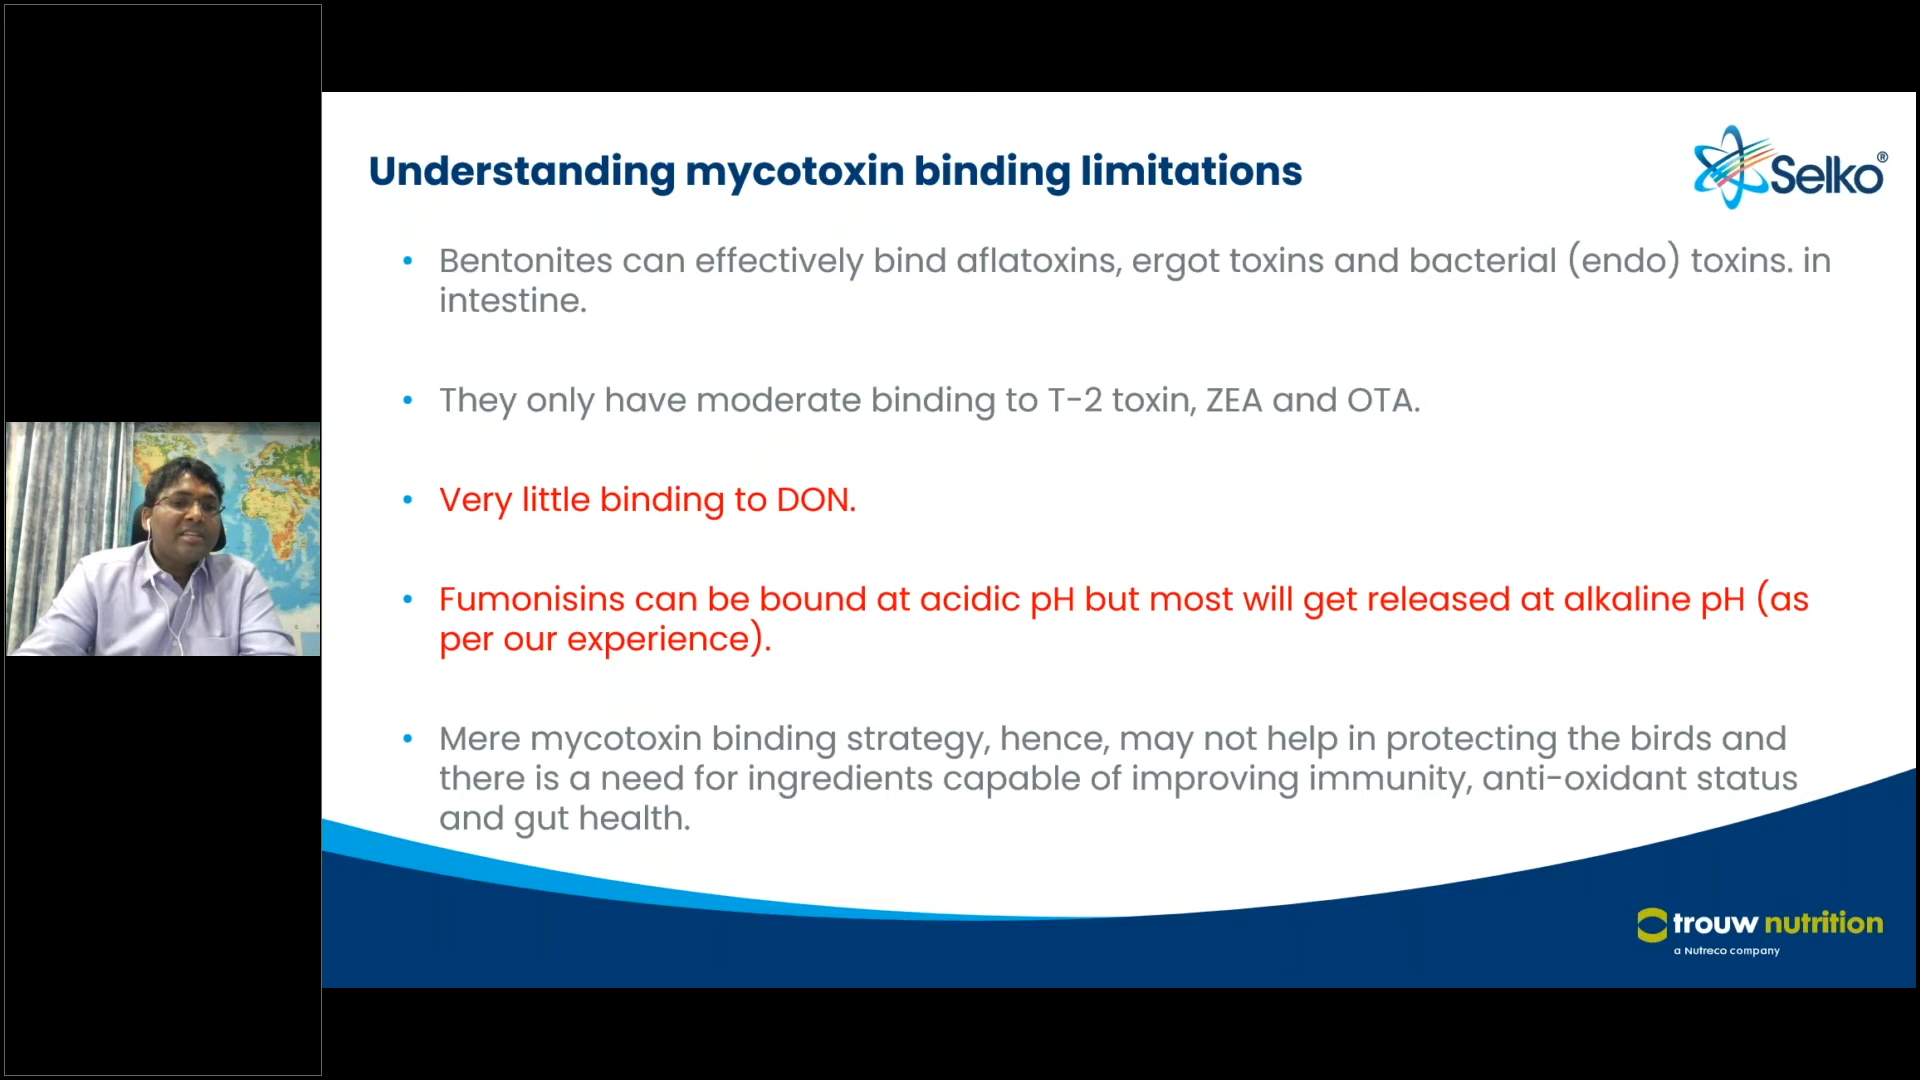 Understanding mycotoxin binding limitations
Selko®
• Bentonites can effectively bind aflatoxins, ergot toxins and bacterial (endo) toxins. in
intestine.
• They only have moderate binding to T-2 toxin, ZEA and OTA.
• Very little binding to DON.
• Fumonisins can be bound at acidic pH but most will get released at alkaline pH (as
per our experience).
• Mere mycotoxin binding strategy, hence, may not help in protecting the birds and
there is a need for ingredients capable of improving immunity, anti-oxidant status
and gut health.
trouw nutrition
a Nutreco company